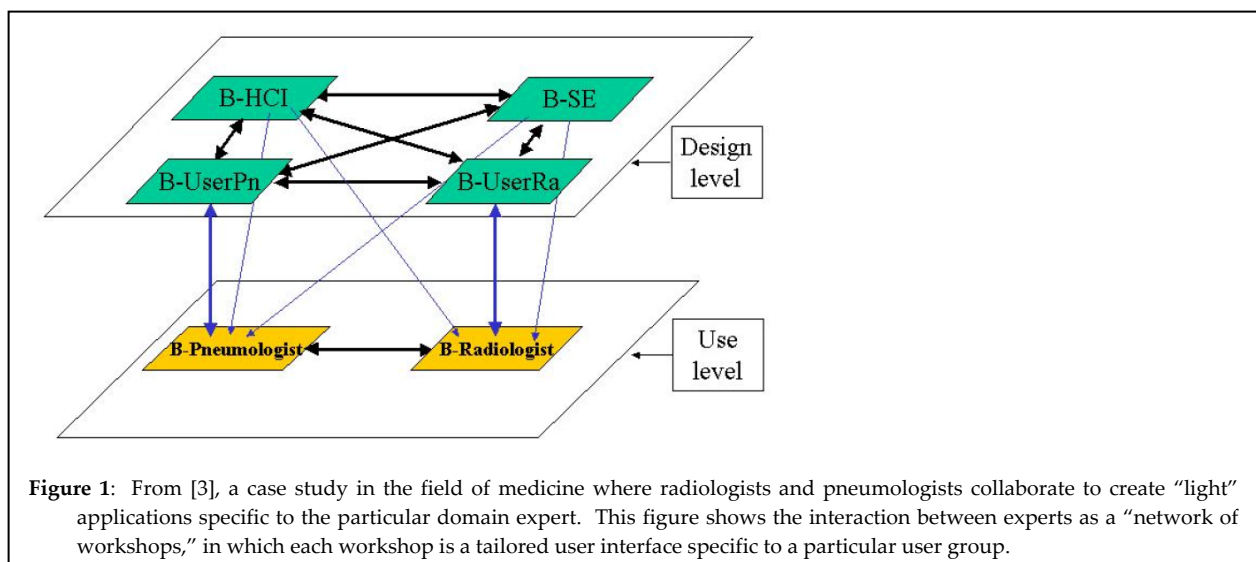 B-HCI
B-SE
B-UserPn
B-UserRa
Design
level
B-Pneumologist
B-Radiologist
Use
level
Figure 1: From [3], a case study in the field of medicine where radiologists and pneumologists collaborate to create “light”
applications specific to the particular domain expert. This figure shows the interaction between experts as a “network of
workshops,” in which each workshop is a tailored user interface specific to a particular user group.